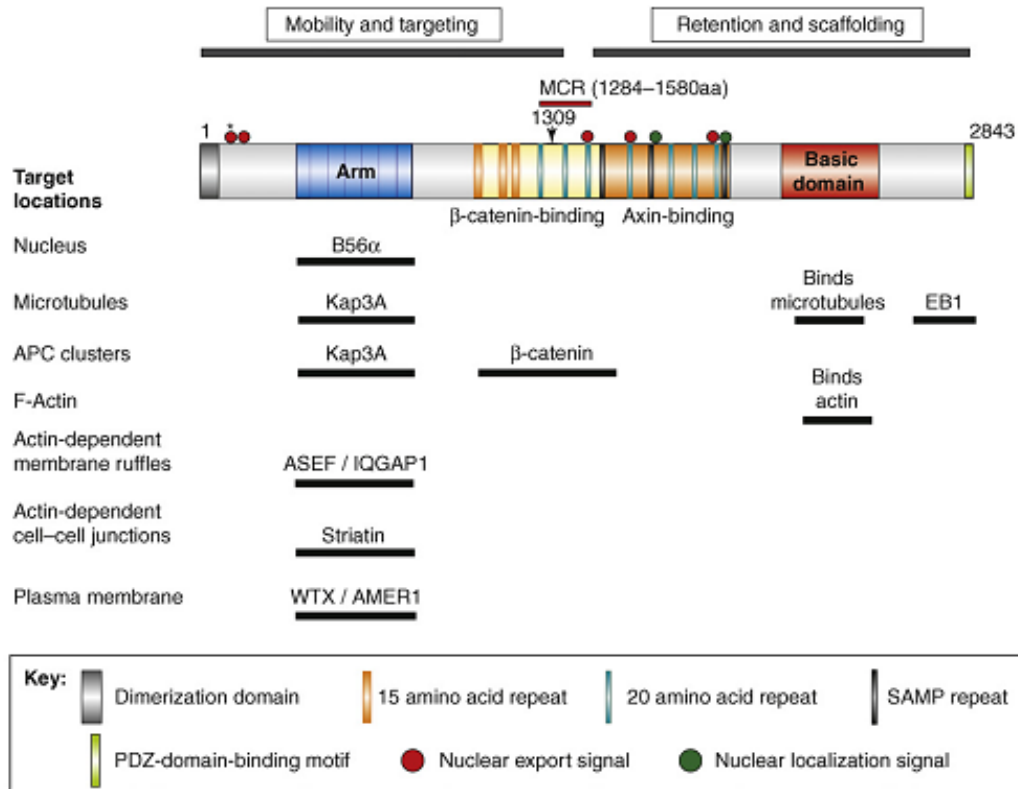 Mobility and targeting
Retention and scaffolding
MCR (1284–1580aa)
1309
1
*
2843
Target
locations
Arm
Basic
domain
β-catenin-binding
Axin-binding
Nucleus
B56α
Microtubules
Kap3A
Binds
microtubules
EB1
APC clusters
Kap3A
β-catenin
F-Actin
Binds
actin
Actin-dependent
membrane ruffles
ASEF / IQGAP1
Actin-dependent
cell–cell junctions
Striatin
Plasma membrane
WTX / AMER1
Key:
Dimerization domain
15 amino acid repeat
20 amino acid repeat
SAMP repeat
PDZ-domain-binding motif
Nuclear export signal
Nuclear localization signal